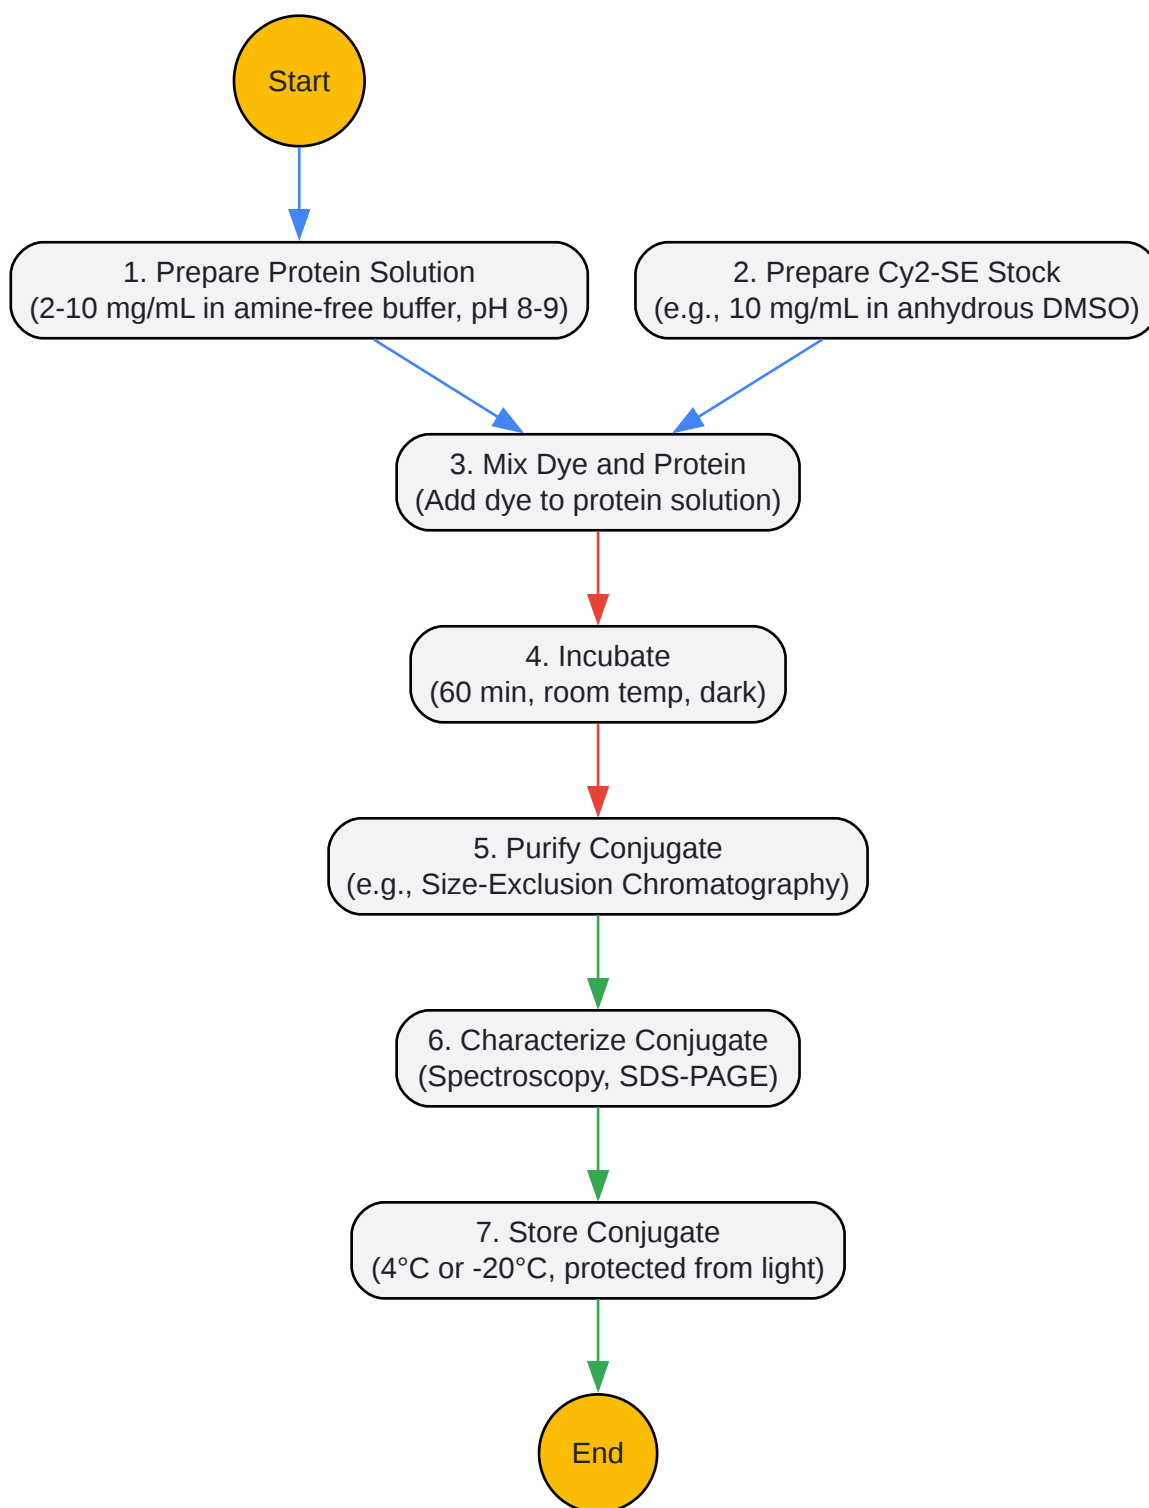 Start
1. Prepare Protein Solution
(2-10 mg/mL in amine-free buffer, pH 8-9)
2. Prepare Cy2-SE Stock
(e.g., 10 mg/mL in anhydrous DMSO)
3. Mix Dye and Protein
(Add dye to protein solution)
4. Incubate
(60 min, room temp, dark)
5. Purify Conjugate
(e.g., Size-Exclusion Chromatography)
6. Characterize Conjugate
(Spectroscopy, SDS-PAGE)
7. Store Conjugate
(4°C or -20°C, protected from light)
End